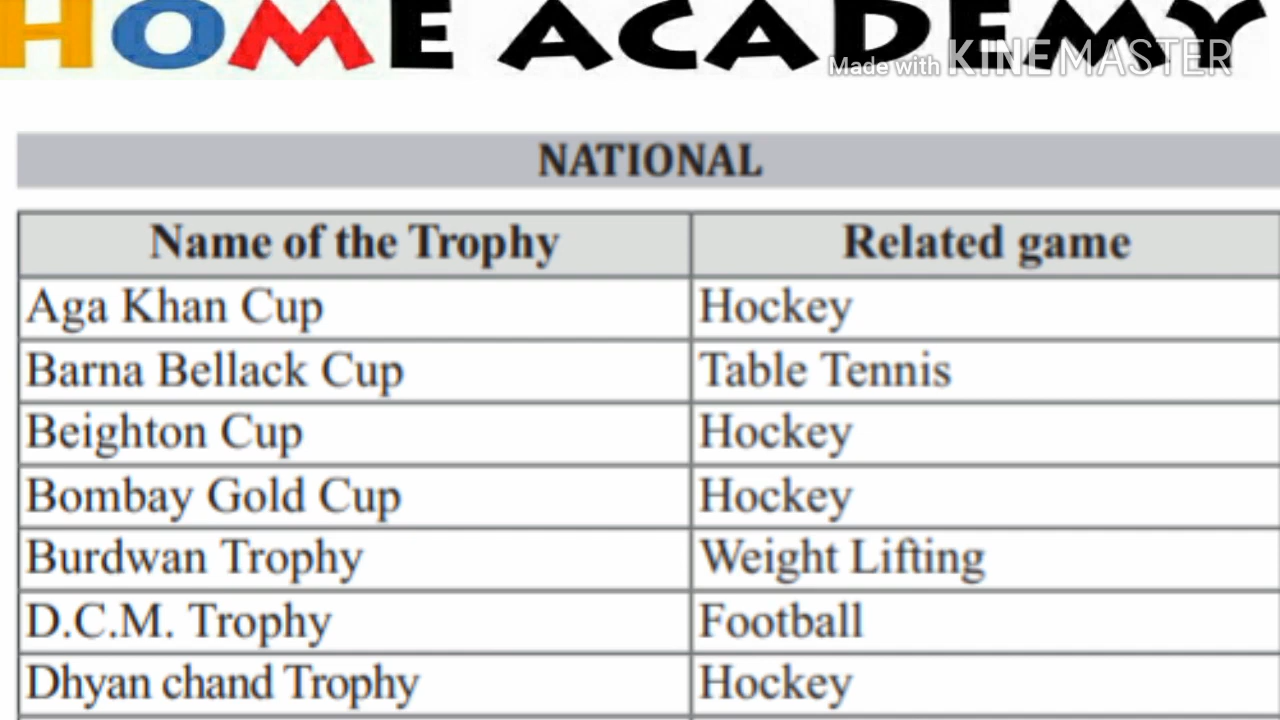 HOME ACADEMY
Made with KINEMASTER
NATIONAL
Name of the Trophy Related game
Aga Khan Cup Hockey
Barna Bellack Cup Table Tennis
Beighton Cup Hockey
Bombay Gold Cup Hockey
Burdwan Trophy Weight Lifting
D.C.M. Trophy Football
Dhyan chand Trophy Hockey